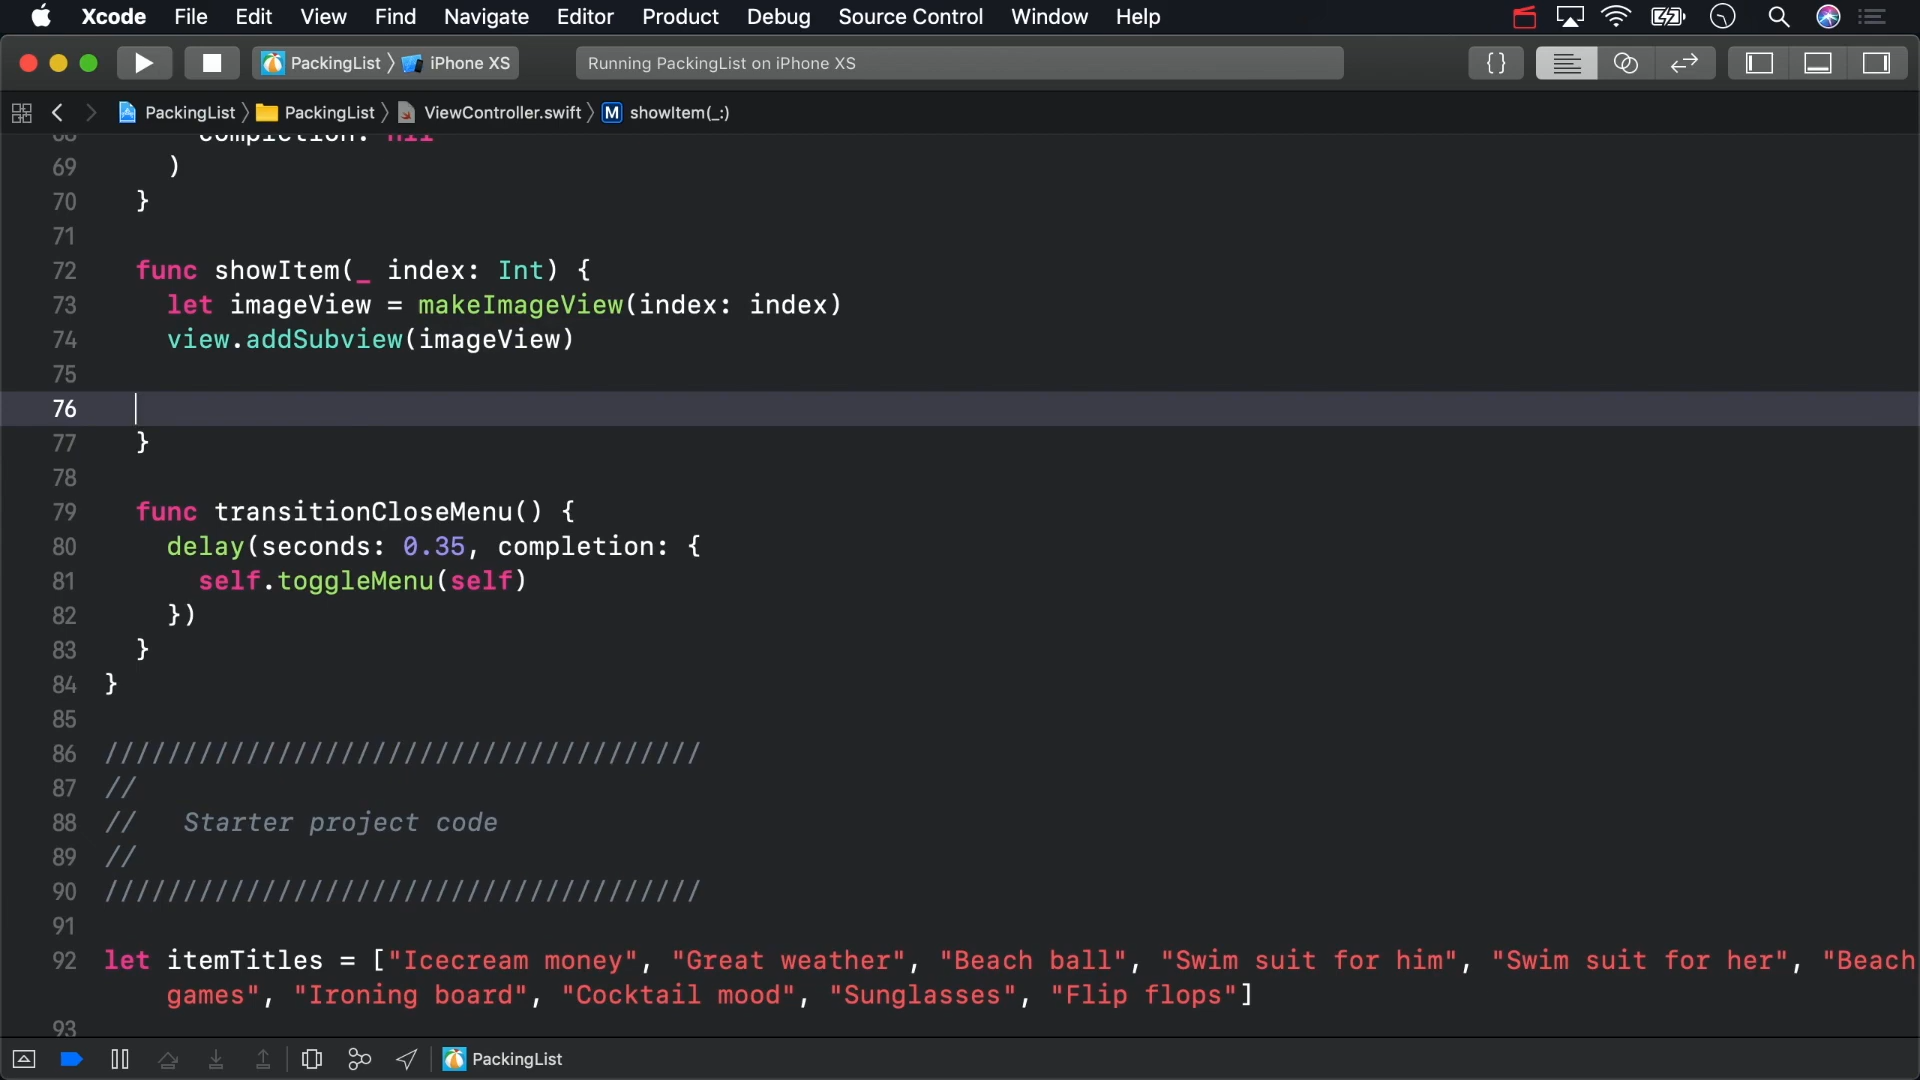 Xcode File Edit View Find Navigate Editor Product Debug Source Control Window Help
PackingList iPhone XS Running PackingList on iPhone XS {}
PackingList PackingList ViewController.swift M showItem(_:)
68 completion: nil
69 )
70 }
71
72 func showItem(_ index: Int) {
73 let imageView = makeImageView(index: index)
74 view.addSubview(imageView)
75
76
77 }
78
79 func transitionCloseMenu() {
80 delay(seconds: 0.35, completion: {
81 self.toggleMenu(self)
82 })
83 }
84 }
85
86 //////////////////////////////////////
87 //
88 // Starter project code
89 //
90 //////////////////////////////////////
91
92 let itemTitles = ["Icecream money", "Great weather", "Beach ball", "Swim suit for him", "Swim suit for her", "Beach
games", "Ironing board", "Cocktail mood", "Sunglasses", "Flip flops"]
93
PackingList